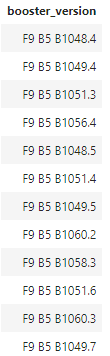 booster_version
F9 B5 B1048.4
F9 B5 B1049.4
F9 B5 B1051.3
F9 B5 B1056.4
F9 B5 B1048.5
F9 B5 B1051.4
F9 B5 B1049.5
F9 B5 B1060.2
F9 B5 B1058.3
F9 B5 B1051.6
F9 B5 B1060.3
F9 B5 B1049.7